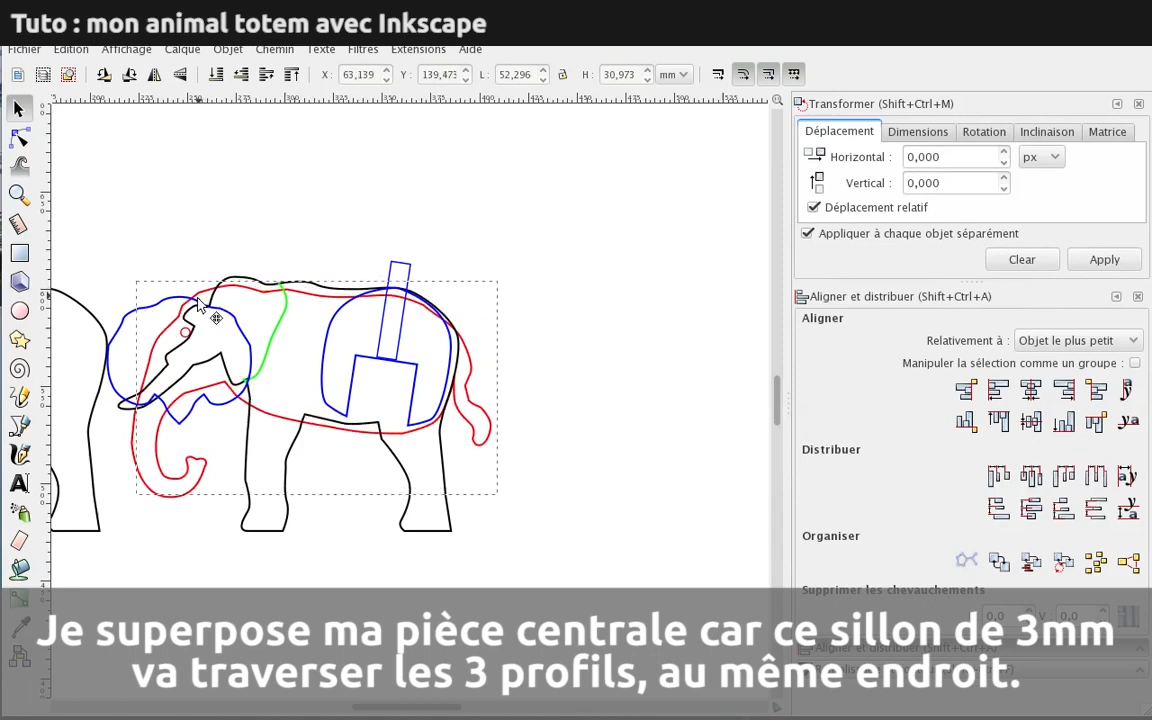 Tuto : mon animal totem avec Inkscape
Fichier Edition Affichage Calque Objet Chemin Texte Filtres Extensions Aide
X : 63,139 Y : 139,473 L : 52,296 H : 30,973 mm
Transformer (Shift+Ctrl+M)
Déplacement Dimensions Rotation Inclinaison Matrice
Horizontal : 0,000 px
Vertical : 0,000
Déplacement relatif
Appliquer à chaque objet séparément
Clear Apply
Aligner et distribuer (Shift+Ctrl+A)
Aligner
Relativement à : Objet le plus petit
Manipuler la sélection comme un groupe :
Distribuer
Organiser
Supprimer les chevauchements
Je superpose ma pièce centrale car ce sillon de 3mm
va traverser les 3 profils, au même endroit.